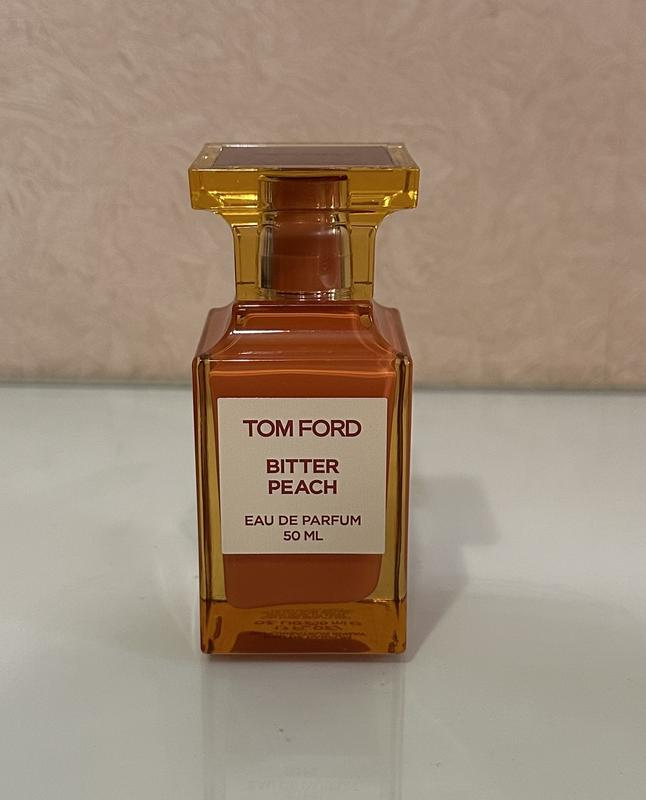 TOM FORD
BITTER
PEACH
EAU DE PARFUM
50 ML